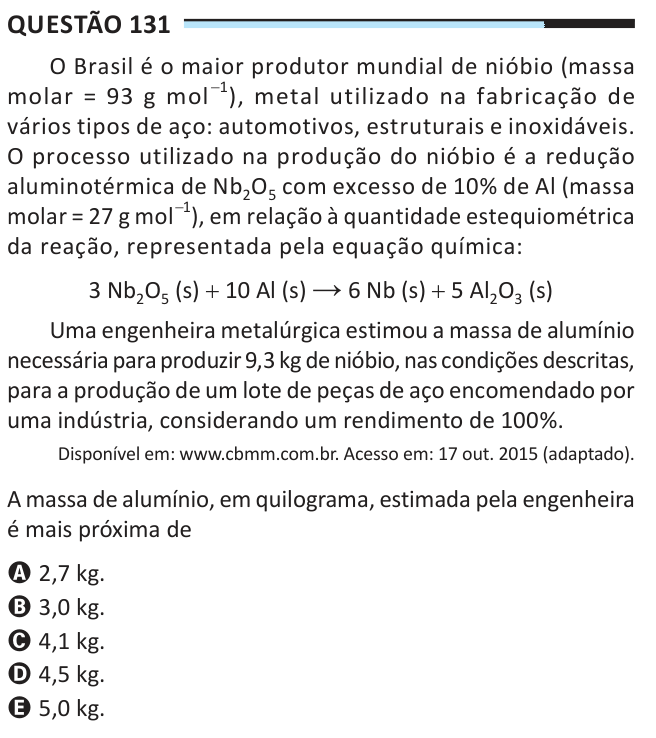 QUESTÃO 131
O Brasil é o maior produtor mundial de nióbio (massa
molar = 93 g mol⁻¹), metal utilizado na fabricação de
vários tipos de aço: automotivos, estruturais e inoxidáveis.
O processo utilizado na produção do nióbio é a redução
aluminotérmica de Nb₂O₅ com excesso de 10% de Al (massa
molar = 27 g mol⁻¹), em relação à quantidade estequiométrica
da reação, representada pela equação química:
3 Nb₂O₅ (s) + 10 Al (s) ⟶ 6 Nb (s) + 5 Al₂O₃ (s)
Uma engenheira metalúrgica estimou a massa de alumínio
necessária para produzir 9,3 kg de nióbio, nas condições descritas,
para a produção de um lote de peças de aço encomendado por
uma indústria, considerando um rendimento de 100%.
Disponível em: www.cbmm.com.br. Acesso em: 17 out. 2015 (adaptado).
A massa de alumínio, em quilograma, estimada pela engenheira
é mais próxima de
A 2,7 kg.
B 3,0 kg.
C 4,1 kg.
D 4,5 kg.
E 5,0 kg.